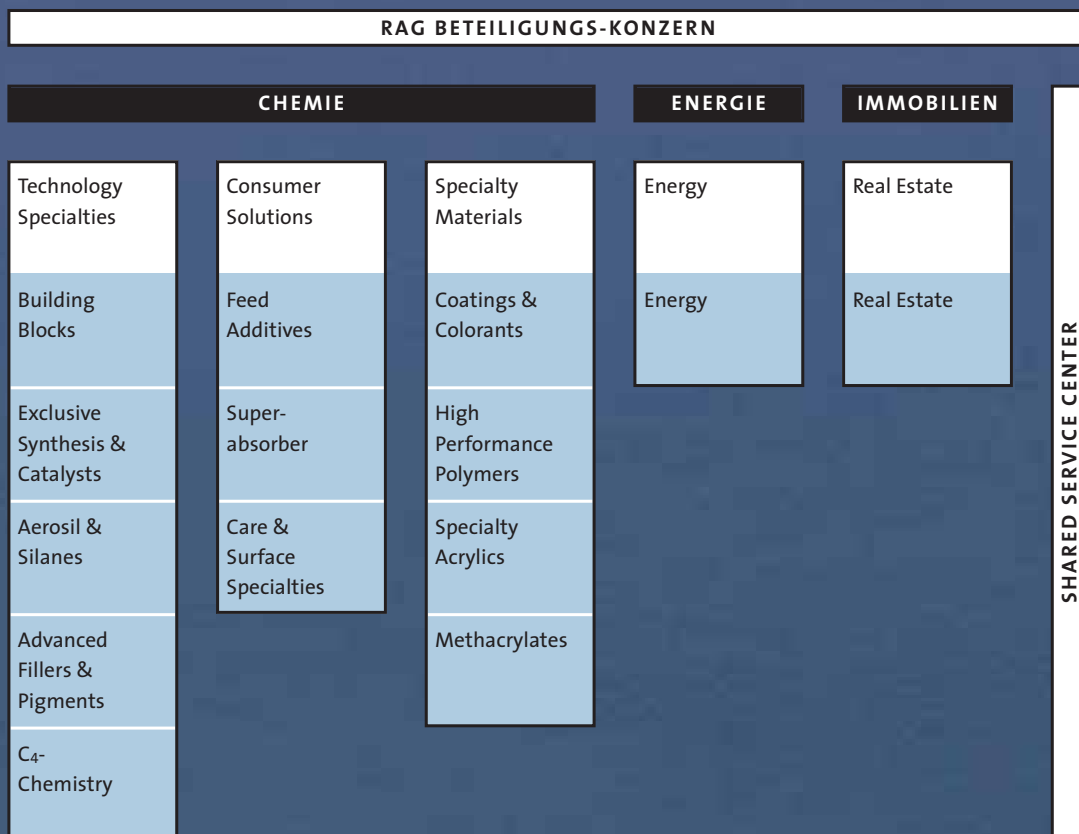 RAG BETEILIGUNGS-KONZERN
CHEMIE
ENERGIE
IMMOBILIEN
Technology
Specialties
Building
Blocks
Exclusive
Synthesis &
Catalysts
Aerosil &
Silanes
Advanced
Fillers &
Pigments
C₄-
Chemistry
Consumer
Solutions
Feed
Additives
Super-
absorber
Care &
Surface
Specialties
Specialty
Materials
Coatings &
Colorants
High
Performance
Polymers
Specialty
Acrylics
Methacrylates
Energy
Energy
Real Estate
Real Estate
SHARED SERVICE CENTER